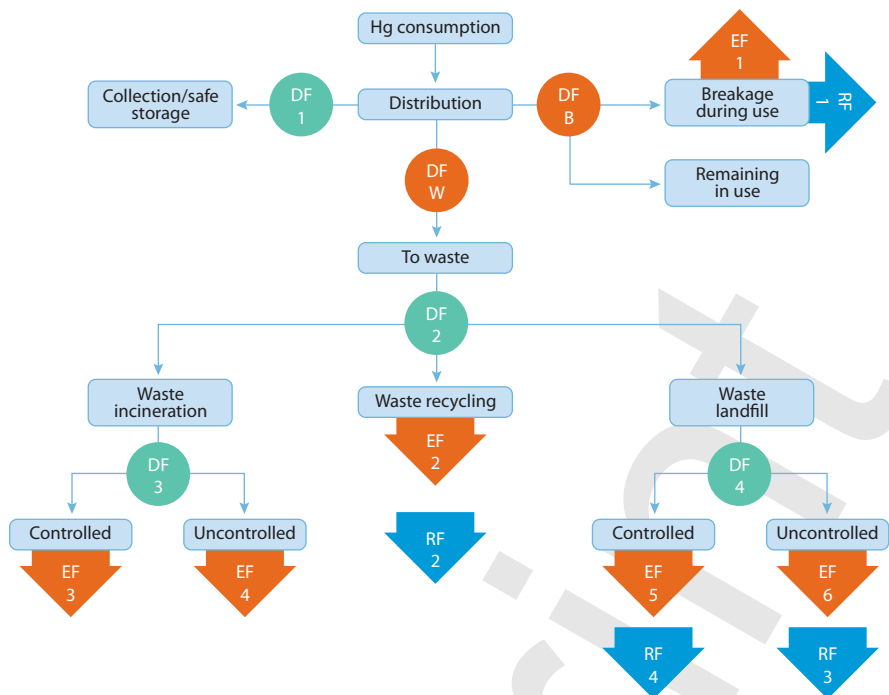 Hg consumption
EF
1
Collection/safe
storage
DF
1
Distribution
DF
B
Breakage
during use
RF
1
DF
W
Remaining
in use
To waste
DF
2
Waste
incineration
Waste recycling
Waste
landfill
EF
2
DF
3
DF
4
Controlled
Uncontrolled
RF
2
Controlled
Uncontrolled
EF
3
EF
4
EF
5
EF
6
RF
4
RF
3